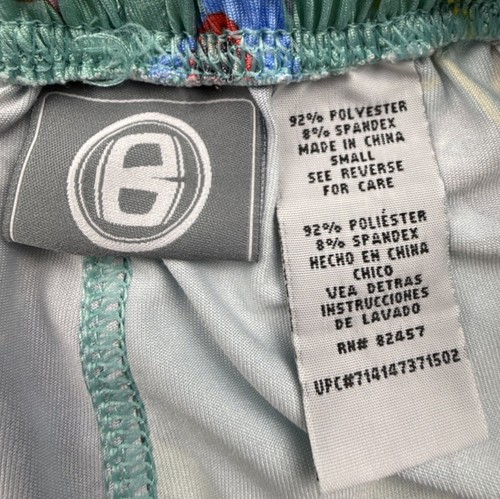 92% POLYESTER
8% SPANDEX
MADE IN CHINA
SMALL
SEE REVERSE
FOR CARE
92% POLIÉSTER
8% SPANDEX
HECHO EN CHINA
CHICO
VEA DETRAS
INSTRUCCIONES
DE LAVADO
RN# 82457
UPC#714147371502